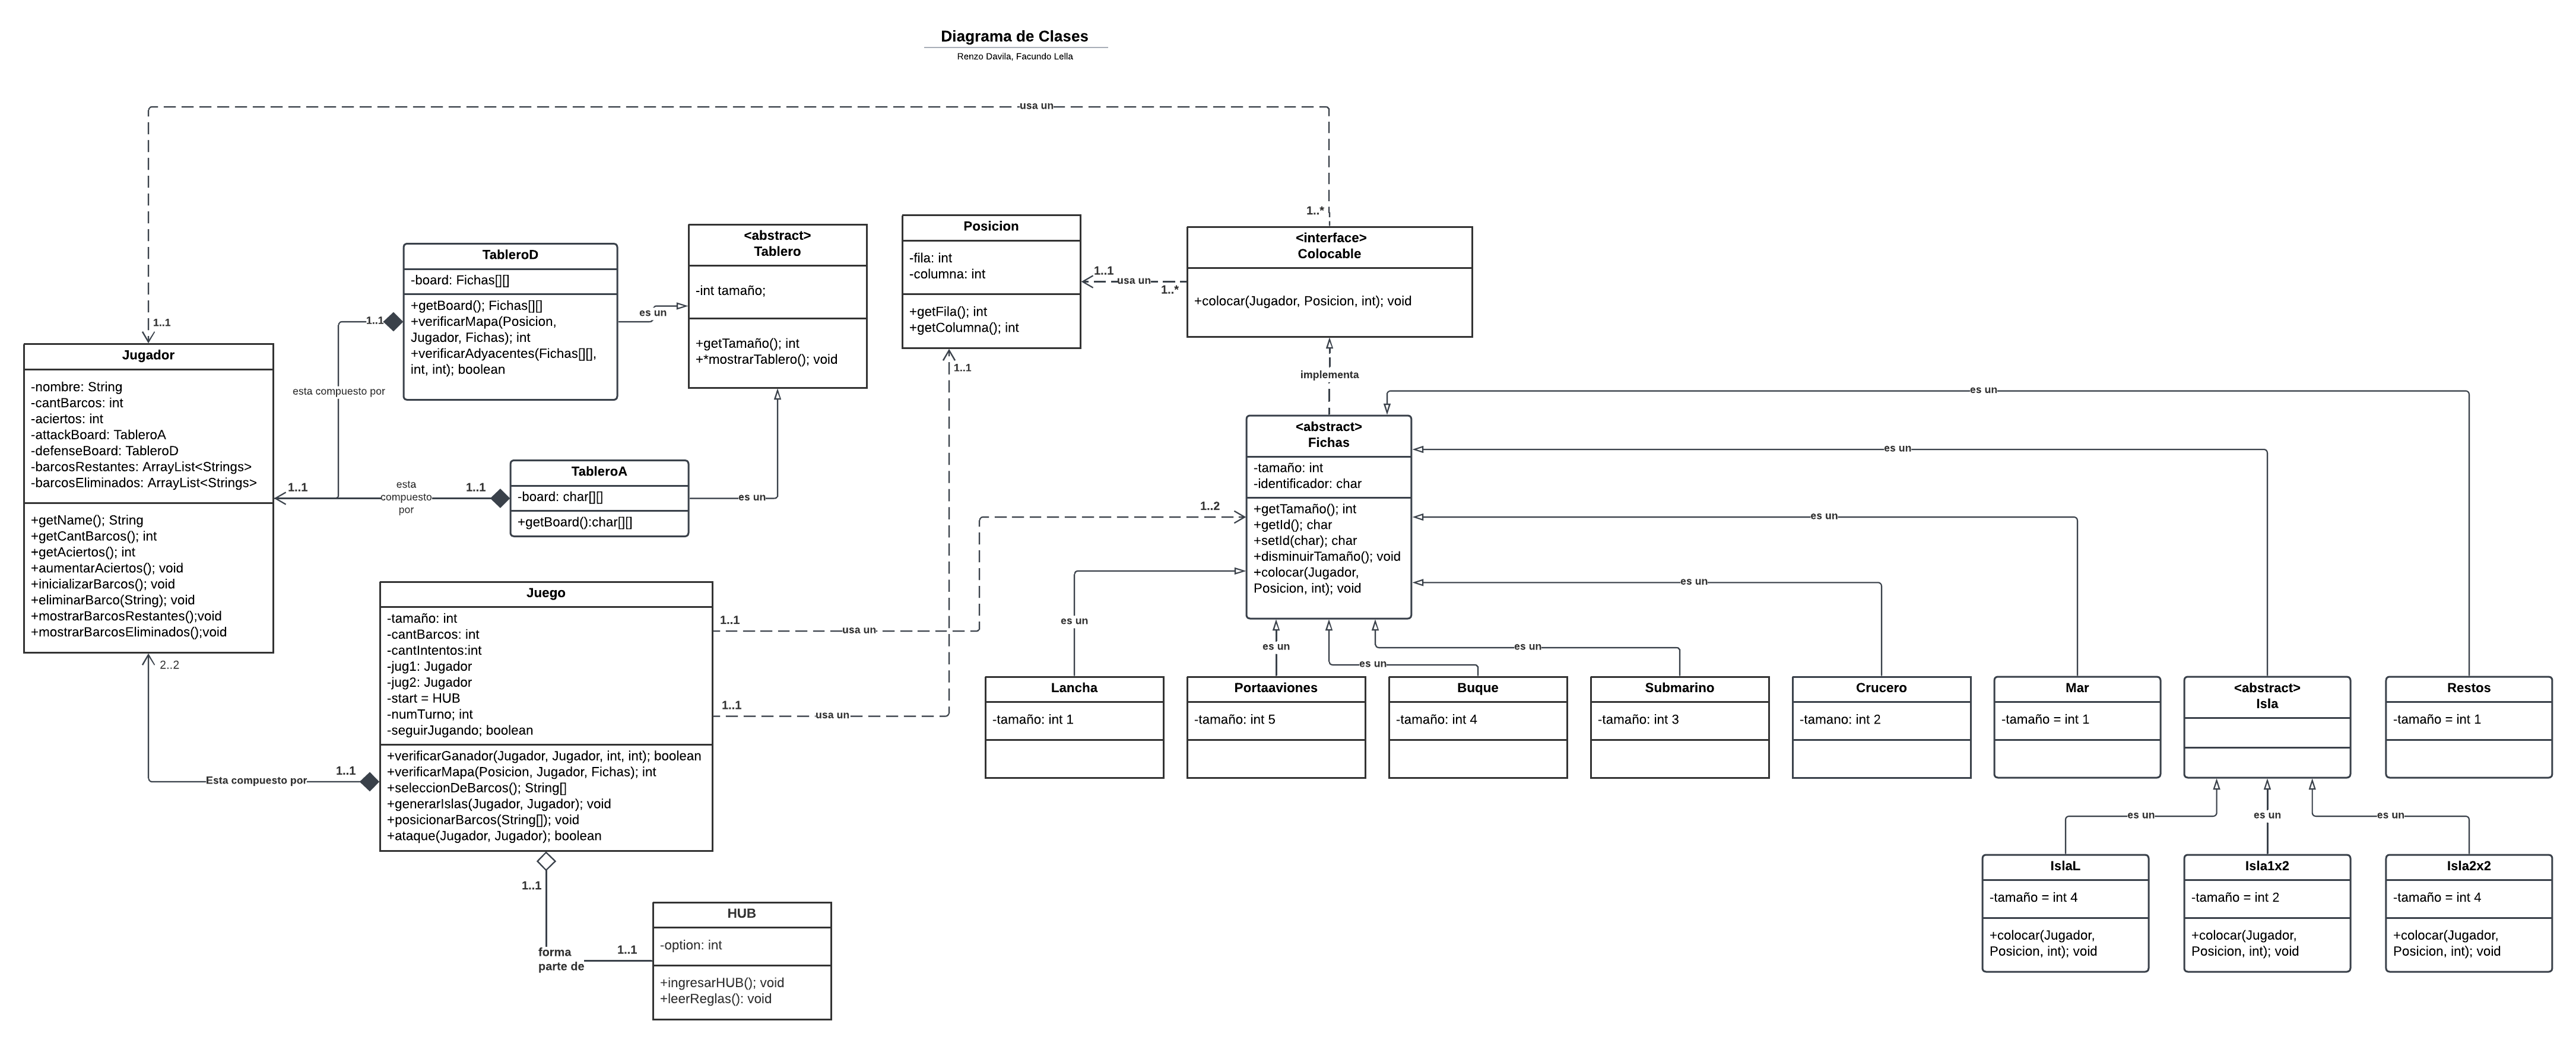 Diagrama de Clases
Renzo Davila, Facundo Lella
usa un
1..*
1..1
Jugador
-nombre: String
-cantBarcos: int
-aciertos: int
-attackBoard: TableroA
-defenseBoard: TableroD
-barcosRestantes: ArrayList<Strings>
-barcosEliminados: ArrayList<Strings>
+getName(); String
+getCantBarcos(); int
+getAciertos(); int
+aumentarAciertos(); void
+inicializarBarcos(); void
+eliminarBarco(String); void
+mostrarBarcosRestantes();void
+mostrarBarcosEliminados();void
2..2
1..1
esta compuesto por
1..1
esta
compuesto
por
1..1
TableroD
-board: Fichas[][]
+getBoard(); Fichas[][]
+verificarMapa(Posicion,
Jugador, Fichas); int
+verificarAdyacentes(Fichas[][],
int, int); boolean
es un
<abstract>
Tablero
-int tamaño;
+getTamaño(); int
+*mostrarTablero(); void
TableroA
-board: char[][]
+getBoard():char[][]
es un
Posicion
-fila: int
-columna: int
+getFila(); int
+getColumna(); int
1..1
1..1
usa un
1..*
<interface>
Colocable
+colocar(Jugador, Posicion, int); void
implementa
<abstract>
Fichas
-tamaño: int
-identificador: char
+getTamaño(); int
+getId(); char
+setId(char); char
+disminuirTamaño(); void
+colocar(Jugador,
Posicion, int); void
es un
es un
es un
es un
1..2
Juego
-tamaño: int
-cantBarcos: int
-cantIntentos:int
-jug1: Jugador
-jug2: Jugador
-start = HUB
-numTurno; int
-seguirJugando; boolean
+verificarGanador(Jugador, Jugador, int, int); boolean
+verificarMapa(Posicion, Jugador, Fichas); int
+seleccionDeBarcos(); String[]
+generarIslas(Jugador, Jugador); void
+posicionarBarcos(String[]); void
+ataque(Jugador, Jugador); boolean
1..1
usa un
1..1
usa un
Esta compuesto por
1..1
es un
es un
es un
es un
Lancha
-tamaño: int 1
Portaaviones
-tamaño: int 5
Buque
-tamaño: int 4
Submarino
-tamaño: int 3
Crucero
-tamano: int 2
Mar
-tamaño = int 1
<abstract>
Isla
Restos
-tamaño = int 1
es un
es un
es un
IslaL
-tamaño = int 4
+colocar(Jugador,
Posicion, int); void
Isla1x2
-tamaño = int 2
+colocar(Jugador,
Posicion, int); void
Isla2x2
-tamaño = int 4
+colocar(Jugador,
Posicion, int); void
1..1
forma
parte de
1..1
HUB
-option: int
+ingresarHUB(); void
+leerReglas(): void